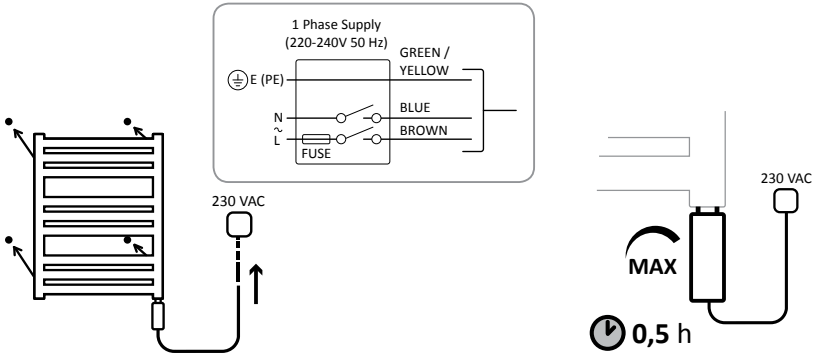 1 Phase Supply
(220-240V 50 Hz)
GREEN /
YELLOW
E (PE)
BLUE
N
~
BROWN
L
FUSE
230 VAC
230 VAC
MAX
0,5 h